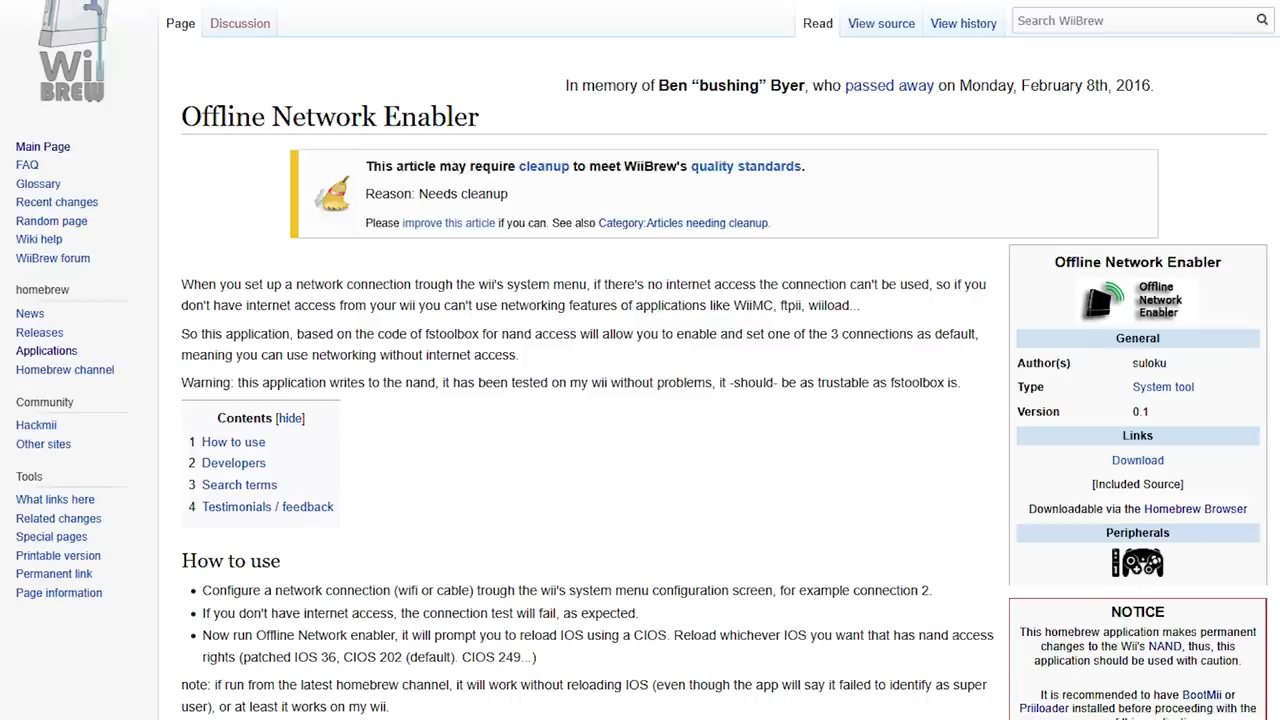 Wii
BREW
Page
Discussion
Read
View source
View history
Search WiiBrew
In memory of Ben “bushing” Byer, who passed away on Monday, February 8th, 2016.
Offline Network Enabler
This article may require cleanup to meet WiiBrew's quality standards.
Reason: Needs cleanup
Please improve this article if you can. See also Category:Articles needing cleanup.
Main Page
FAQ
Glossary
Recent changes
Random page
Wiki help
WiiBrew forum
homebrew
News
Releases
Applications
Homebrew channel
Community
Hackmii
Other sites
Tools
What links here
Related changes
Special pages
Printable version
Permanent link
Page information
When you set up a network connection trough the wii's system menu, if there's no internet access the connection can't be used, so if you
don't have internet access from your wii you can't use networking features of applications like WiiMC, ftpii, wiiload...
So this application, based on the code of fstoolbox for nand access will allow you to enable and set one of the 3 connections as default,
meaning you can use networking without internet access.
Warning: this application writes to the nand, it has been tested on my wii without problems, it -should- be as trustable as fstoolbox is.
Contents [hide]
1 How to use
2 Developers
3 Search terms
4 Testimonials / feedback
How to use
• Configure a network connection (wifi or cable) trough the wii's system menu configuration screen, for example connection 2.
• If you don't have internet access, the connection test will fail, as expected.
• Now run Offline Network enabler, it will prompt you to reload IOS using a CIOS. Reload whichever IOS you want that has nand access
rights (patched IOS 36, CIOS 202 (default). CIOS 249...)
note: if run from the latest homebrew channel, it will work without reloading IOS (even though the app will say it failed to identify as super
user), or at least it works on my wii.
Offline Network Enabler
Offline
Network
Enabler
General
Author(s) suloku
Type System tool
Version 0.1
Links
Download
[Included Source]
Downloadable via the Homebrew Browser
Peripherals
NOTICE
This homebrew application makes permanent
changes to the Wii's NAND, thus, this
application should be used with caution.
It is recommended to have BootMii or
Priiloader installed before proceeding with the